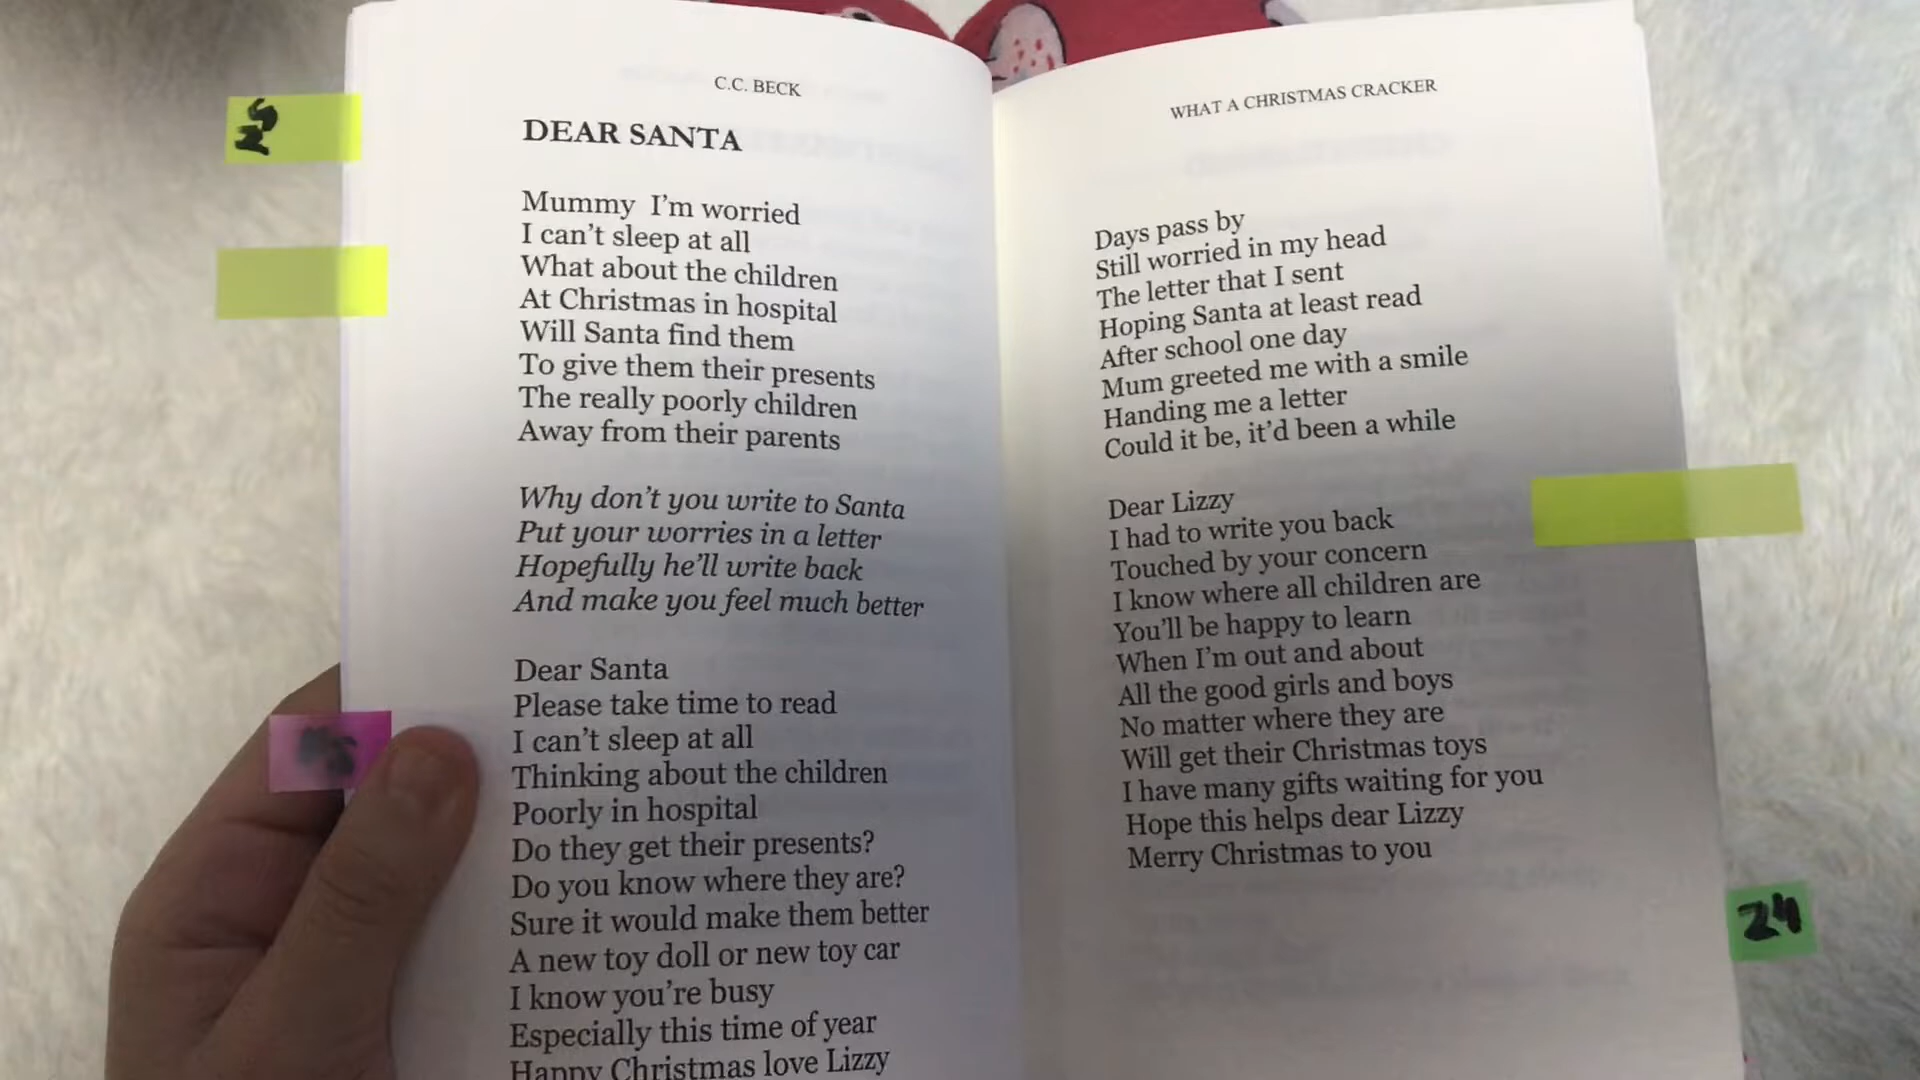 C.C. BECK
DEAR SANTA
Mummy I'm worried
I can't sleep at all
What about the children
At Christmas in hospital
Will Santa find them
To give them their presents
The really poorly children
Away from their parents
Why don't you write to Santa
Put your worries in a letter
Hopefully he'll write back
And make you feel much better
Dear Santa
Please take time to read
I can't sleep at all
Thinking about the children
Poorly in hospital
Do they get their presents?
Do you know where they are?
Sure it would make them better
A new toy doll or new toy car
I know you're busy
Especially this time of year
Happy Christmas love Lizzy
WHAT A CHRISTMAS CRACKER
Days pass by
Still worried in my head
The letter that I sent
Hoping Santa at least read
After school one day
Mum greeted me with a smile
Handing me a letter
Could it be, it'd been a while
Dear Lizzy
I had to write you back
Touched by your concern
I know where all children are
You'll be happy to learn
When I'm out and about
All the good girls and boys
No matter where they are
Will get their Christmas toys
I have many gifts waiting for you
Hope this helps dear Lizzy
Merry Christmas to you
24